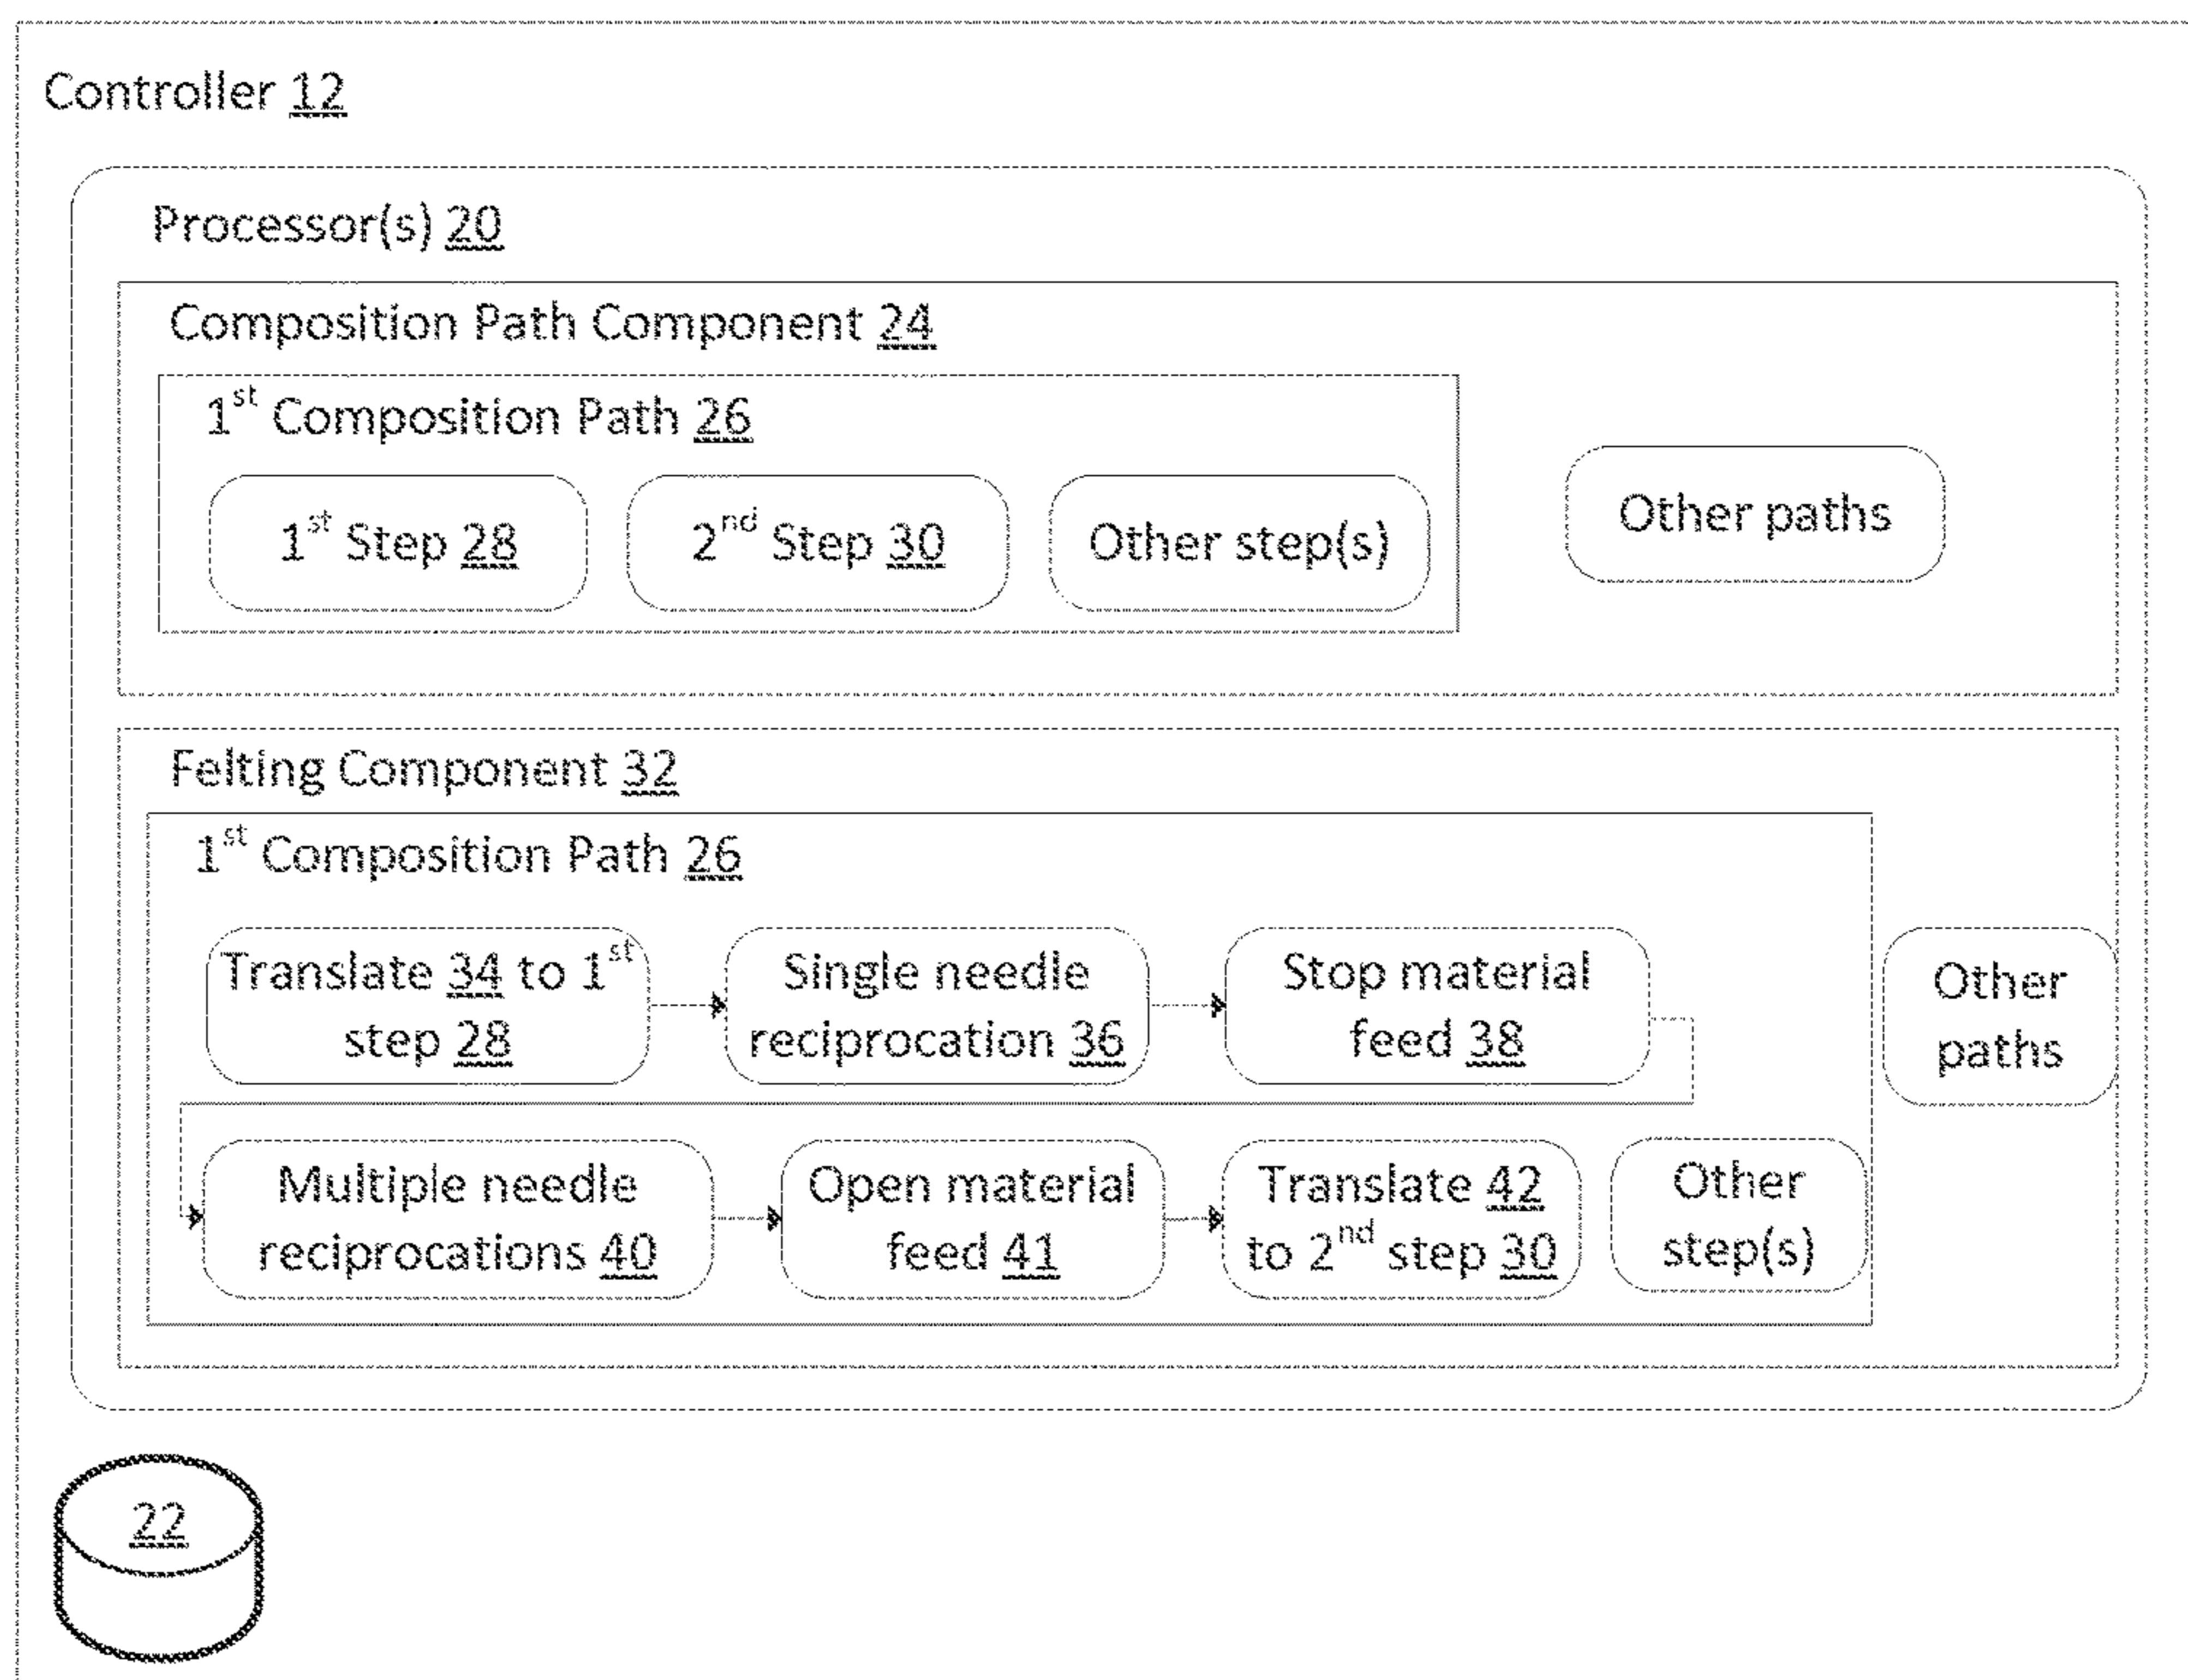 Controller 12
Processor(s) 20
Composition Path Component 24
1st Composition Path 26
1st Step 28
2nd Step 30
Other step(s)
Other paths
Felting Component 32
1st Composition Path 26
Translate 34 to 1st
step 28
Single needle
reciprocation 36
Stop material
feed 38
Other
paths
Multiple needle
reciprocations 40
Open material
feed 41
Translate 42
to 2nd step 30
Other
step(s)
22